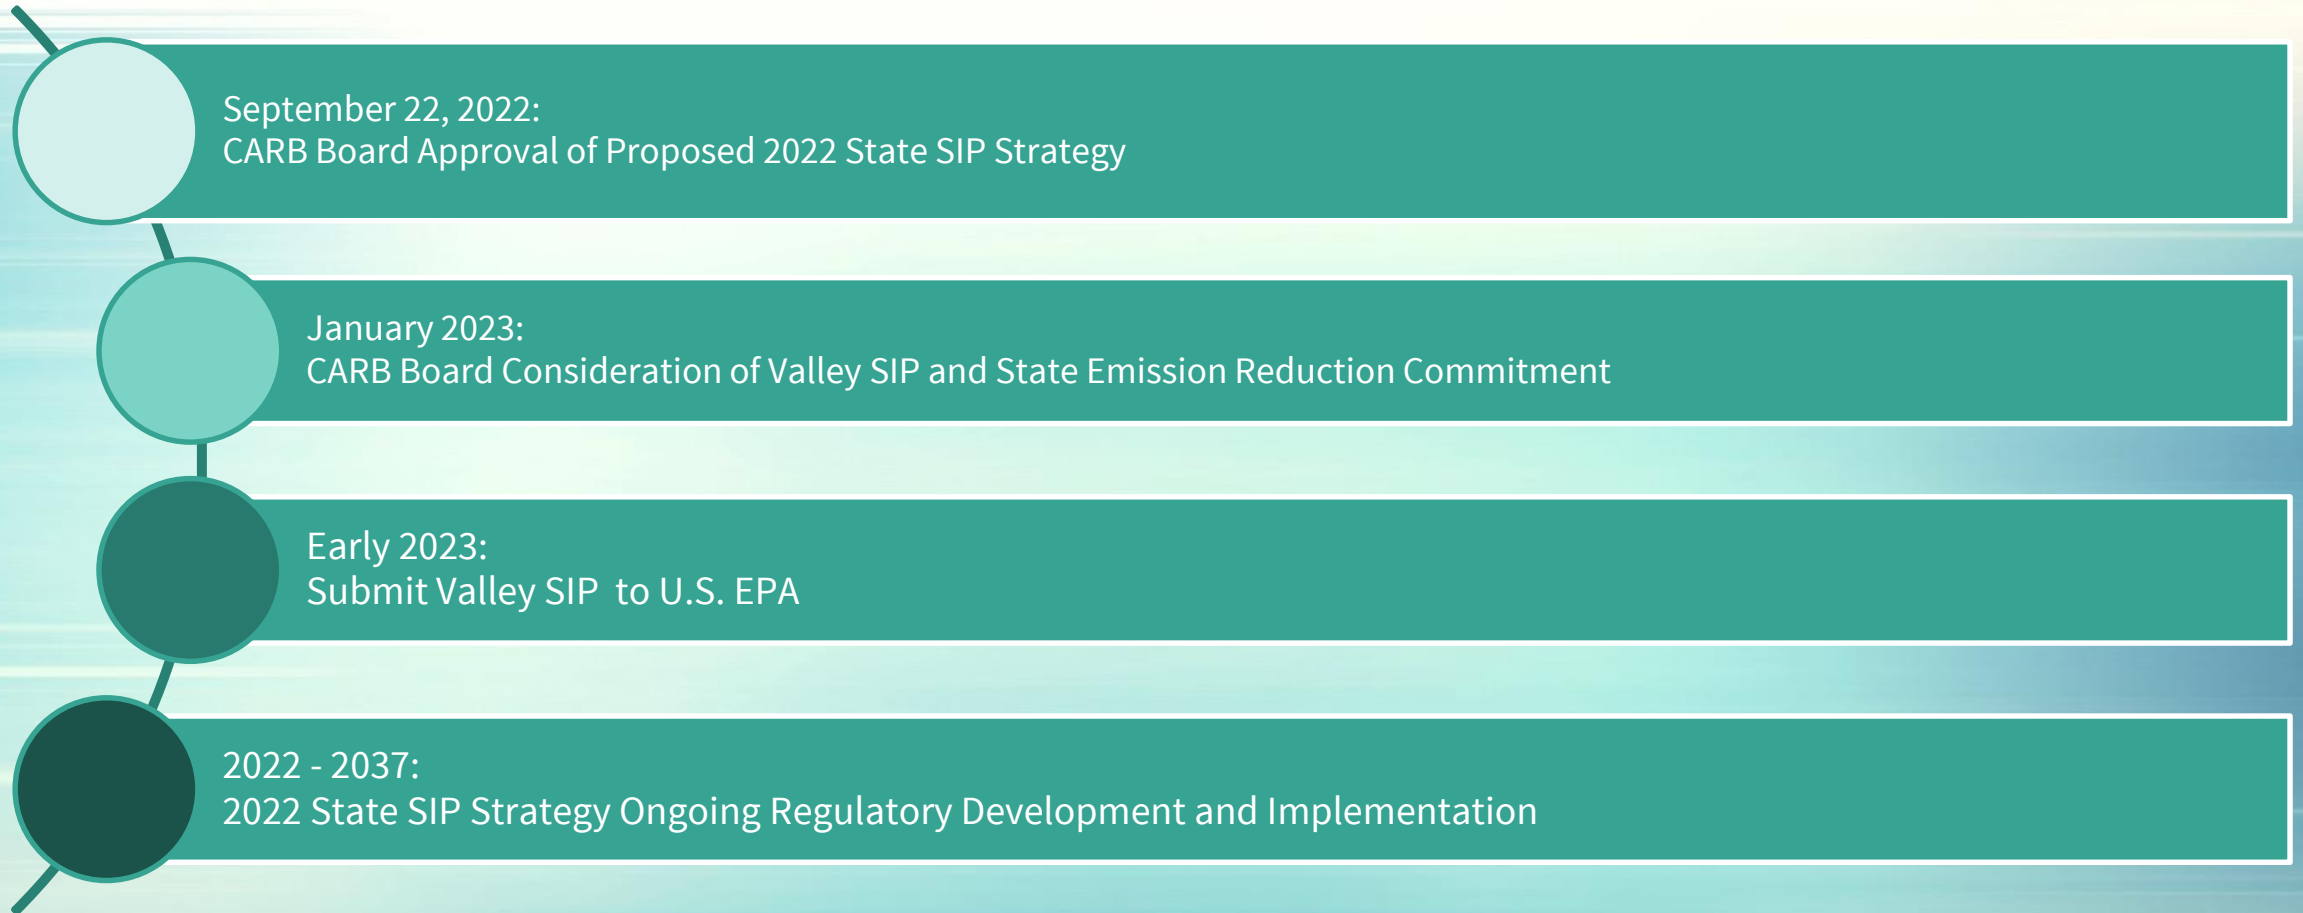 September 22, 2022:
CARB Board Approval of Proposed 2022 State SIP Strategy
January 2023:
CARB Board Consideration of Valley SIP and State Emission Reduction Commitment
Early 2023:
Submit Valley SIP  to U.S. EPA
2022 - 2037:
2022 State SIP Strategy Ongoing Regulatory Development and Implementation